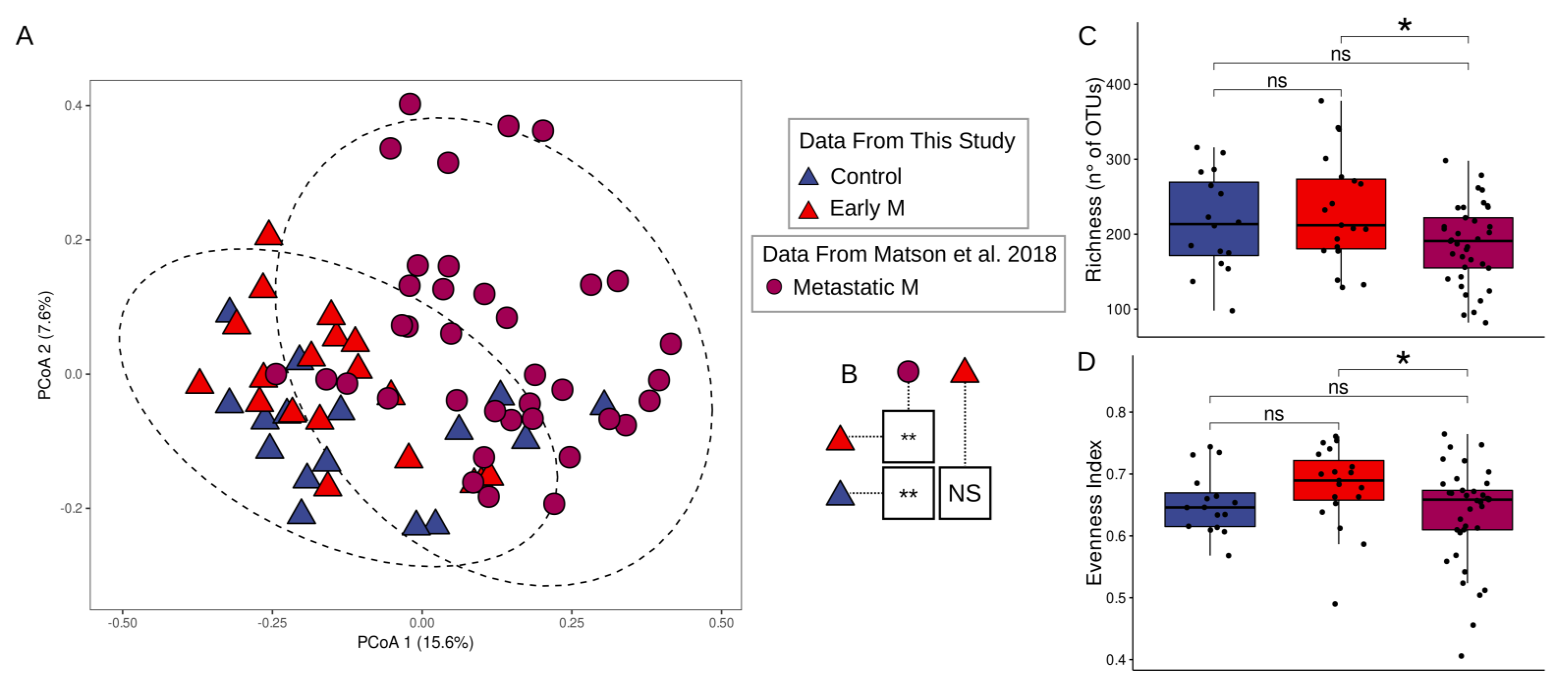 A
0.4
0.2
0.0
-0.2
PCoA 2 (7.6%)
-0.50
-0.25
0.00
0.25
0.50
PCoA 1 (15.6%)
Data From This Study
Control
Early M
Data From Matson et al. 2018
Metastatic M
B
**
**
NS
C
*
ns
ns
400
300
200
100
Richness (n° of OTUs)
D
*
ns
ns
0.8
0.7
0.6
0.5
0.4
Evenness Index